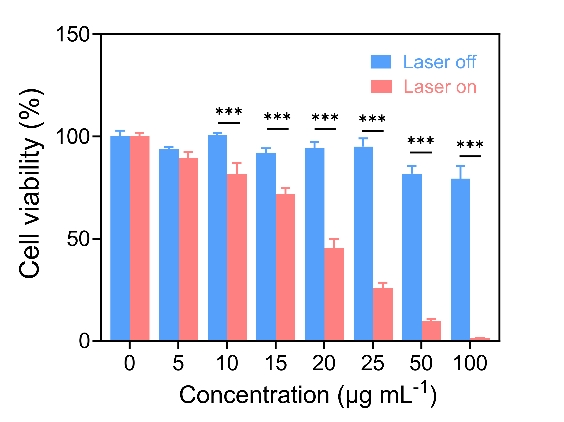 150
Laser off
Laser on
*** *** *** *** *** ***
100
50
0
Cell viability (%)
0 5 10 15 20 25 50 100
Concentration (μg mL⁻¹)